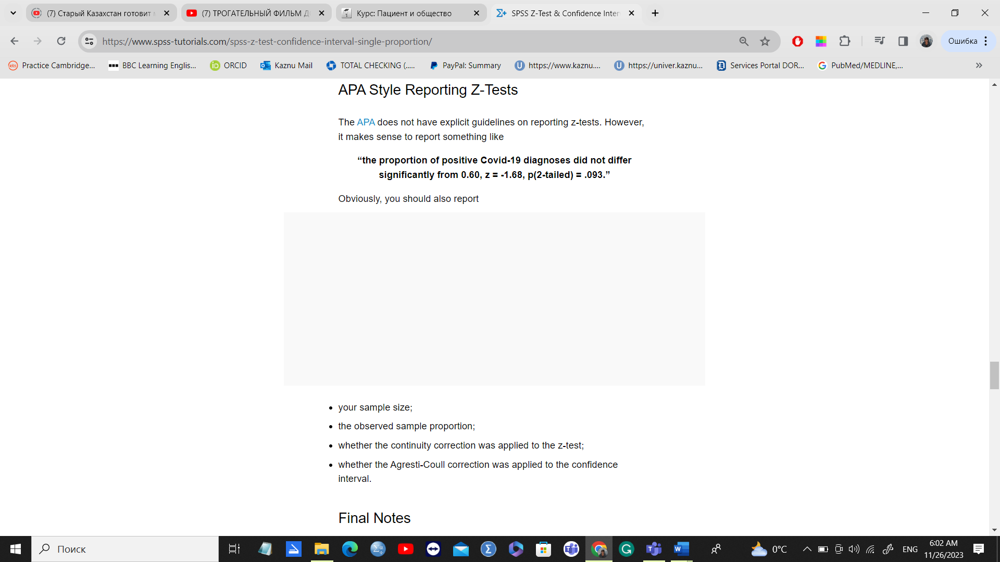 (7) Старый Казахстан готовит
(7) ТРОГАТЕЛЬНЫЙ ФИЛЬМ
Курс: Пациент и общество
SPSS Z-Test & Confidence Inter
https://www.spss-tutorials.com/spss-z-test-confidence-interval-single-proportion/
Ошибка
Practice Cambridge...
BBC Learning Englis...
ORCID
Kaznu Mail
TOTAL CHECKING (.....
PayPal: Summary
https://www.kaznu....
https://univer.kaznu...
Services Portal DOR...
PubMed/MEDLINE,...
APA Style Reporting Z-Tests
The APA does not have explicit guidelines on reporting z-tests. However,
it makes sense to report something like
“the proportion of positive Covid-19 diagnoses did not differ
significantly from 0.60, z = -1.68, p(2-tailed) = .093.”
Obviously, you should also report
• your sample size;
• the observed sample proportion;
• whether the continuity correction was applied to the z-test;
• whether the Agresti-Coull correction was applied to the confidence
interval.
Final Notes
Поиск
0°C
ENG
6:02 AM
11/26/2023